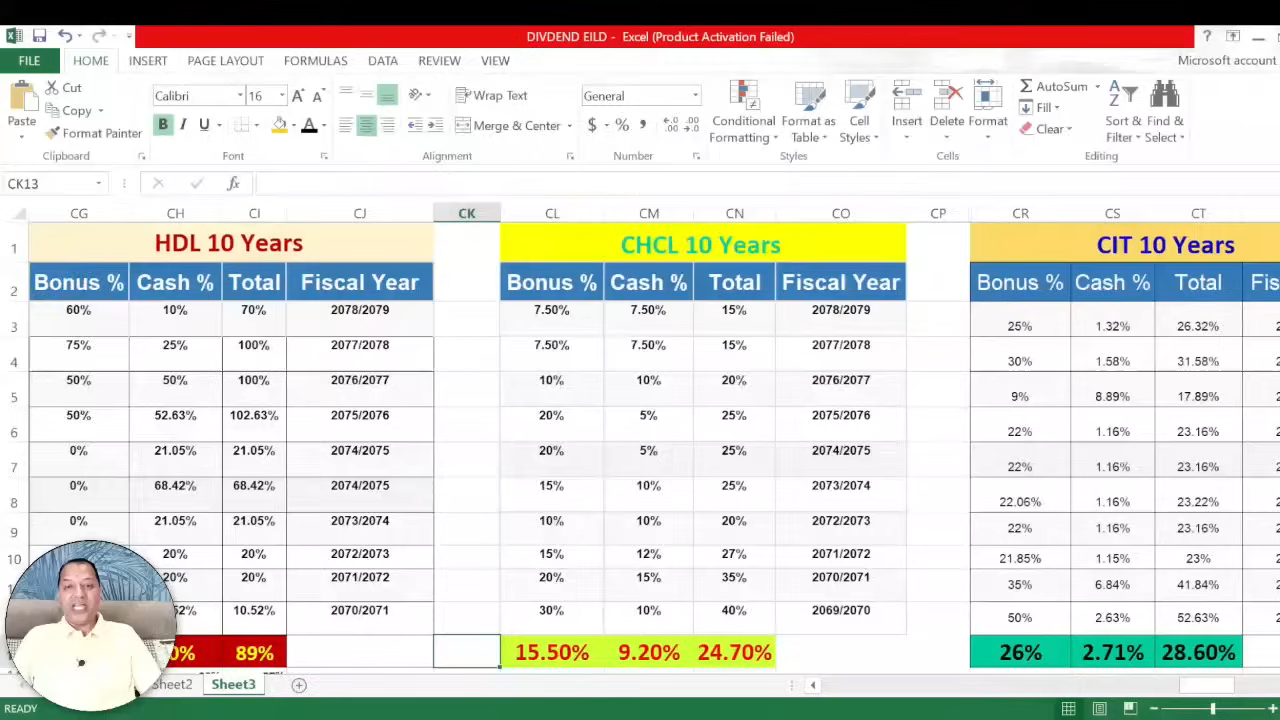 DIVDEND EILD - Excel (Product Activation Failed)
FILE HOME INSERT PAGE LAYOUT FORMULAS DATA REVIEW VIEW Microsoft account
Cut
Copy
Format Painter
Paste
Clipboard
Calibri 16
B I U
Font
Wrap Text
Merge & Center
Alignment
General
$ %
Number
Conditional Formatting
Format as Table
Cell Styles
Styles
Insert
Delete
Format
Cells
AutoSum
Fill
Clear
Sort & Filter
Find & Select
Editing
CK13 fx
CG CH CI CJ CK CL CM CN CO CP CR CS CT
1 HDL 10 Years CHCL 10 Years CIT 10 Years
2 Bonus % Cash % Total Fiscal Year Bonus % Cash % Total Fiscal Year Bonus % Cash % Total
3 60% 10% 70% 2078/2079 7.50% 7.50% 15% 2078/2079 25% 1.32% 26.32%
4 75% 25% 100% 2077/2078 7.50% 7.50% 15% 2077/2078 30% 1.58% 31.58%
5 50% 50% 100% 2076/2077 10% 10% 20% 2076/2077 9% 8.89% 17.89%
6 50% 52.63% 102.63% 2075/2076 20% 5% 25% 2075/2076 22% 1.16% 23.16%
7 0% 21.05% 21.05% 2074/2075 20% 5% 25% 2074/2075 22% 1.16% 23.16%
8 0% 68.42% 68.42% 2074/2075 15% 10% 25% 2073/2074 22.06% 1.16% 23.22%
9 0% 21.05% 21.05% 2073/2074 10% 10% 20% 2072/2073 22% 1.16% 23.16%
10 20% 20% 2072/2073 15% 12% 27% 2071/2072 21.85% 1.15% 23%
20% 20% 2071/2072 20% 15% 35% 2070/2071 35% 6.84% 41.84%
10.52% 2070/2071 30% 10% 40% 2069/2070 50% 2.63% 52.63%
89% 15.50% 9.20% 24.70% 26% 2.71% 28.60%
Sheet2 Sheet3
READY